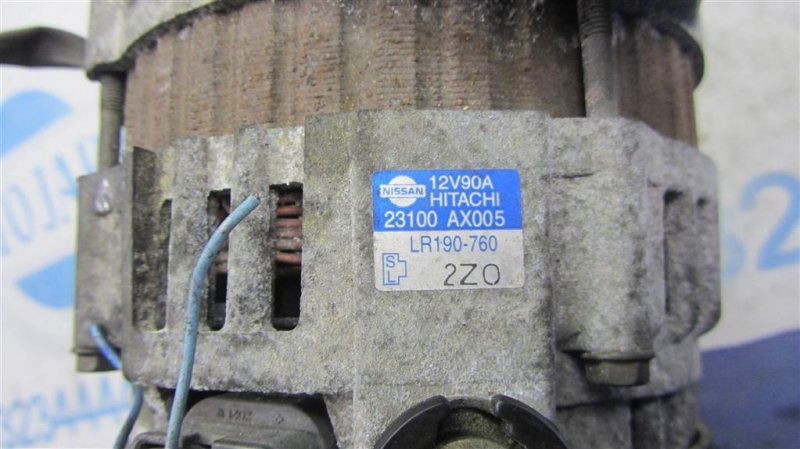 NISSAN
12V90A
HITACHI
23100 AX005
LR190-760
S
L
2Z0